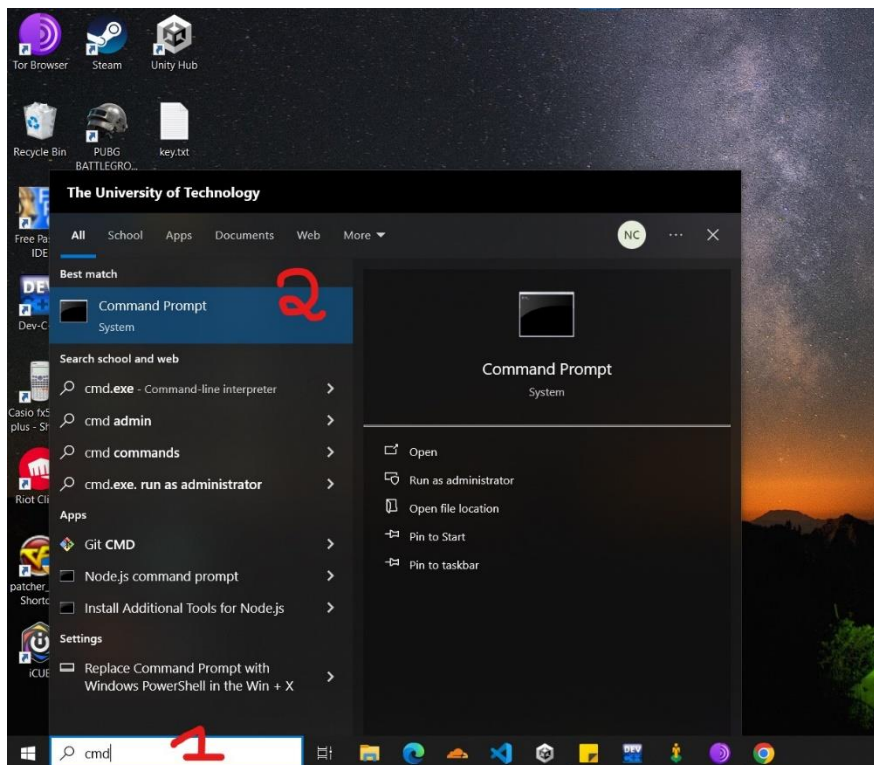 Tor Browser
Steam
Unity Hub
Recycle Bin
PUBG
BATTLEGRO...
key.txt
The University of Technology
Free Pa
IDE
All School Apps Documents Web More
NC
Best match
DE
Dev-C
Command Prompt
System
2
Command Prompt
System
Search school and web
cmd.exe - Command-line interpreter
cmd admin
cmd commands
cmd.exe. run as administrator
Casio fx5
plus - Sh
Open
Run as administrator
Open file location
Pin to Start
Pin to taskbar
Riot Cli
Apps
Git CMD
Node.js command prompt
Install Additional Tools for Node.js
patcher_
Shortc
Settings
Replace Command Prompt with
Windows PowerShell in the Win + X
iCUE
cmd
1
DEV